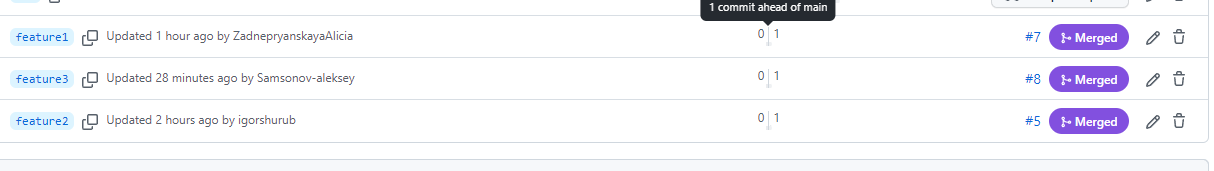 1 commit ahead of main
feature1 Updated 1 hour ago by ZadnepryanskayaAlicia 0 1 #7 Merged
feature3 Updated 28 minutes ago by Samsonov-aleksey 0 1 #8 Merged
feature2 Updated 2 hours ago by igorshurub 0 1 #5 Merged